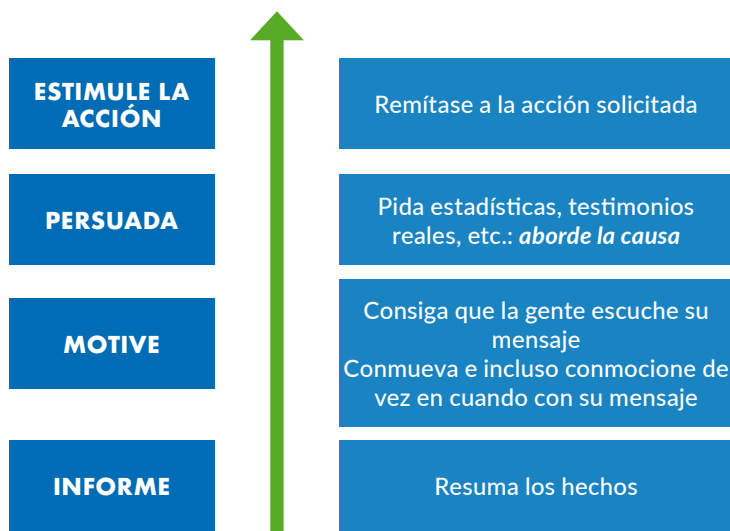 ESTIMULE LA
ACCIÓN
Remítase a la acción solicitada
PERSUADA
Pida estadísticas, testimonios
reales, etc.: aborde la causa
MOTIVE
Consiga que la gente escuche su
mensaje
Conmueva e incluso conmocione de
vez en cuando con su mensaje
INFORME
Resuma los hechos